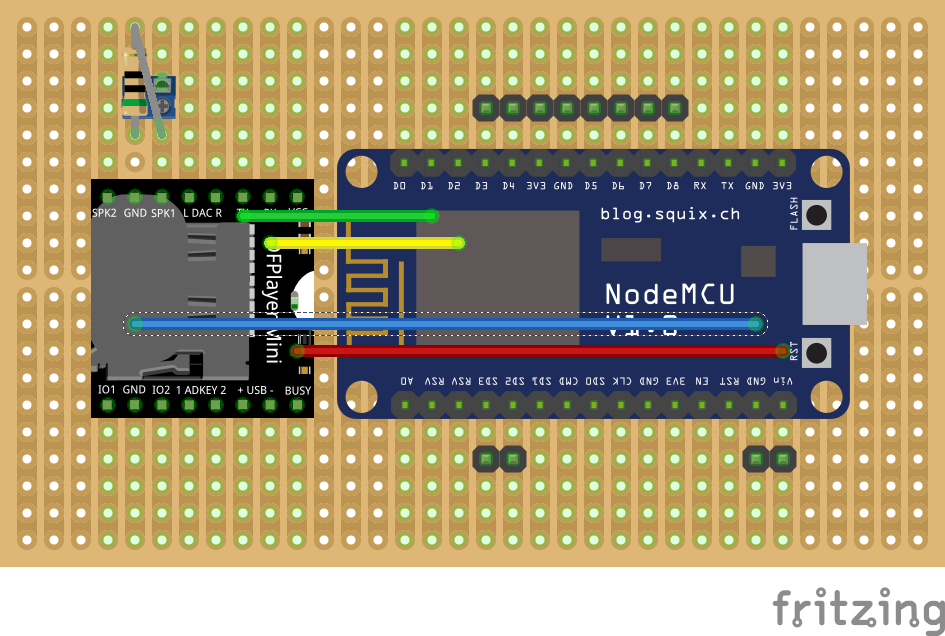 D0 D1 D2 D3 D4 3V3 GND D5 D6 D7 D8 RX TX GND 3V3
SPK2 GND SPK1 L DAC R
blog.squix.ch
FLASH
DFPlayer Mini
NodeMCU
RST
A0 RSV RSV SD3 SD2 SD1 CMD SD0 CLK GND 3V3 EN RST GND Vin
IO1 GND IO2 1 ADKEY 2 + USB - BUSY
fritzing